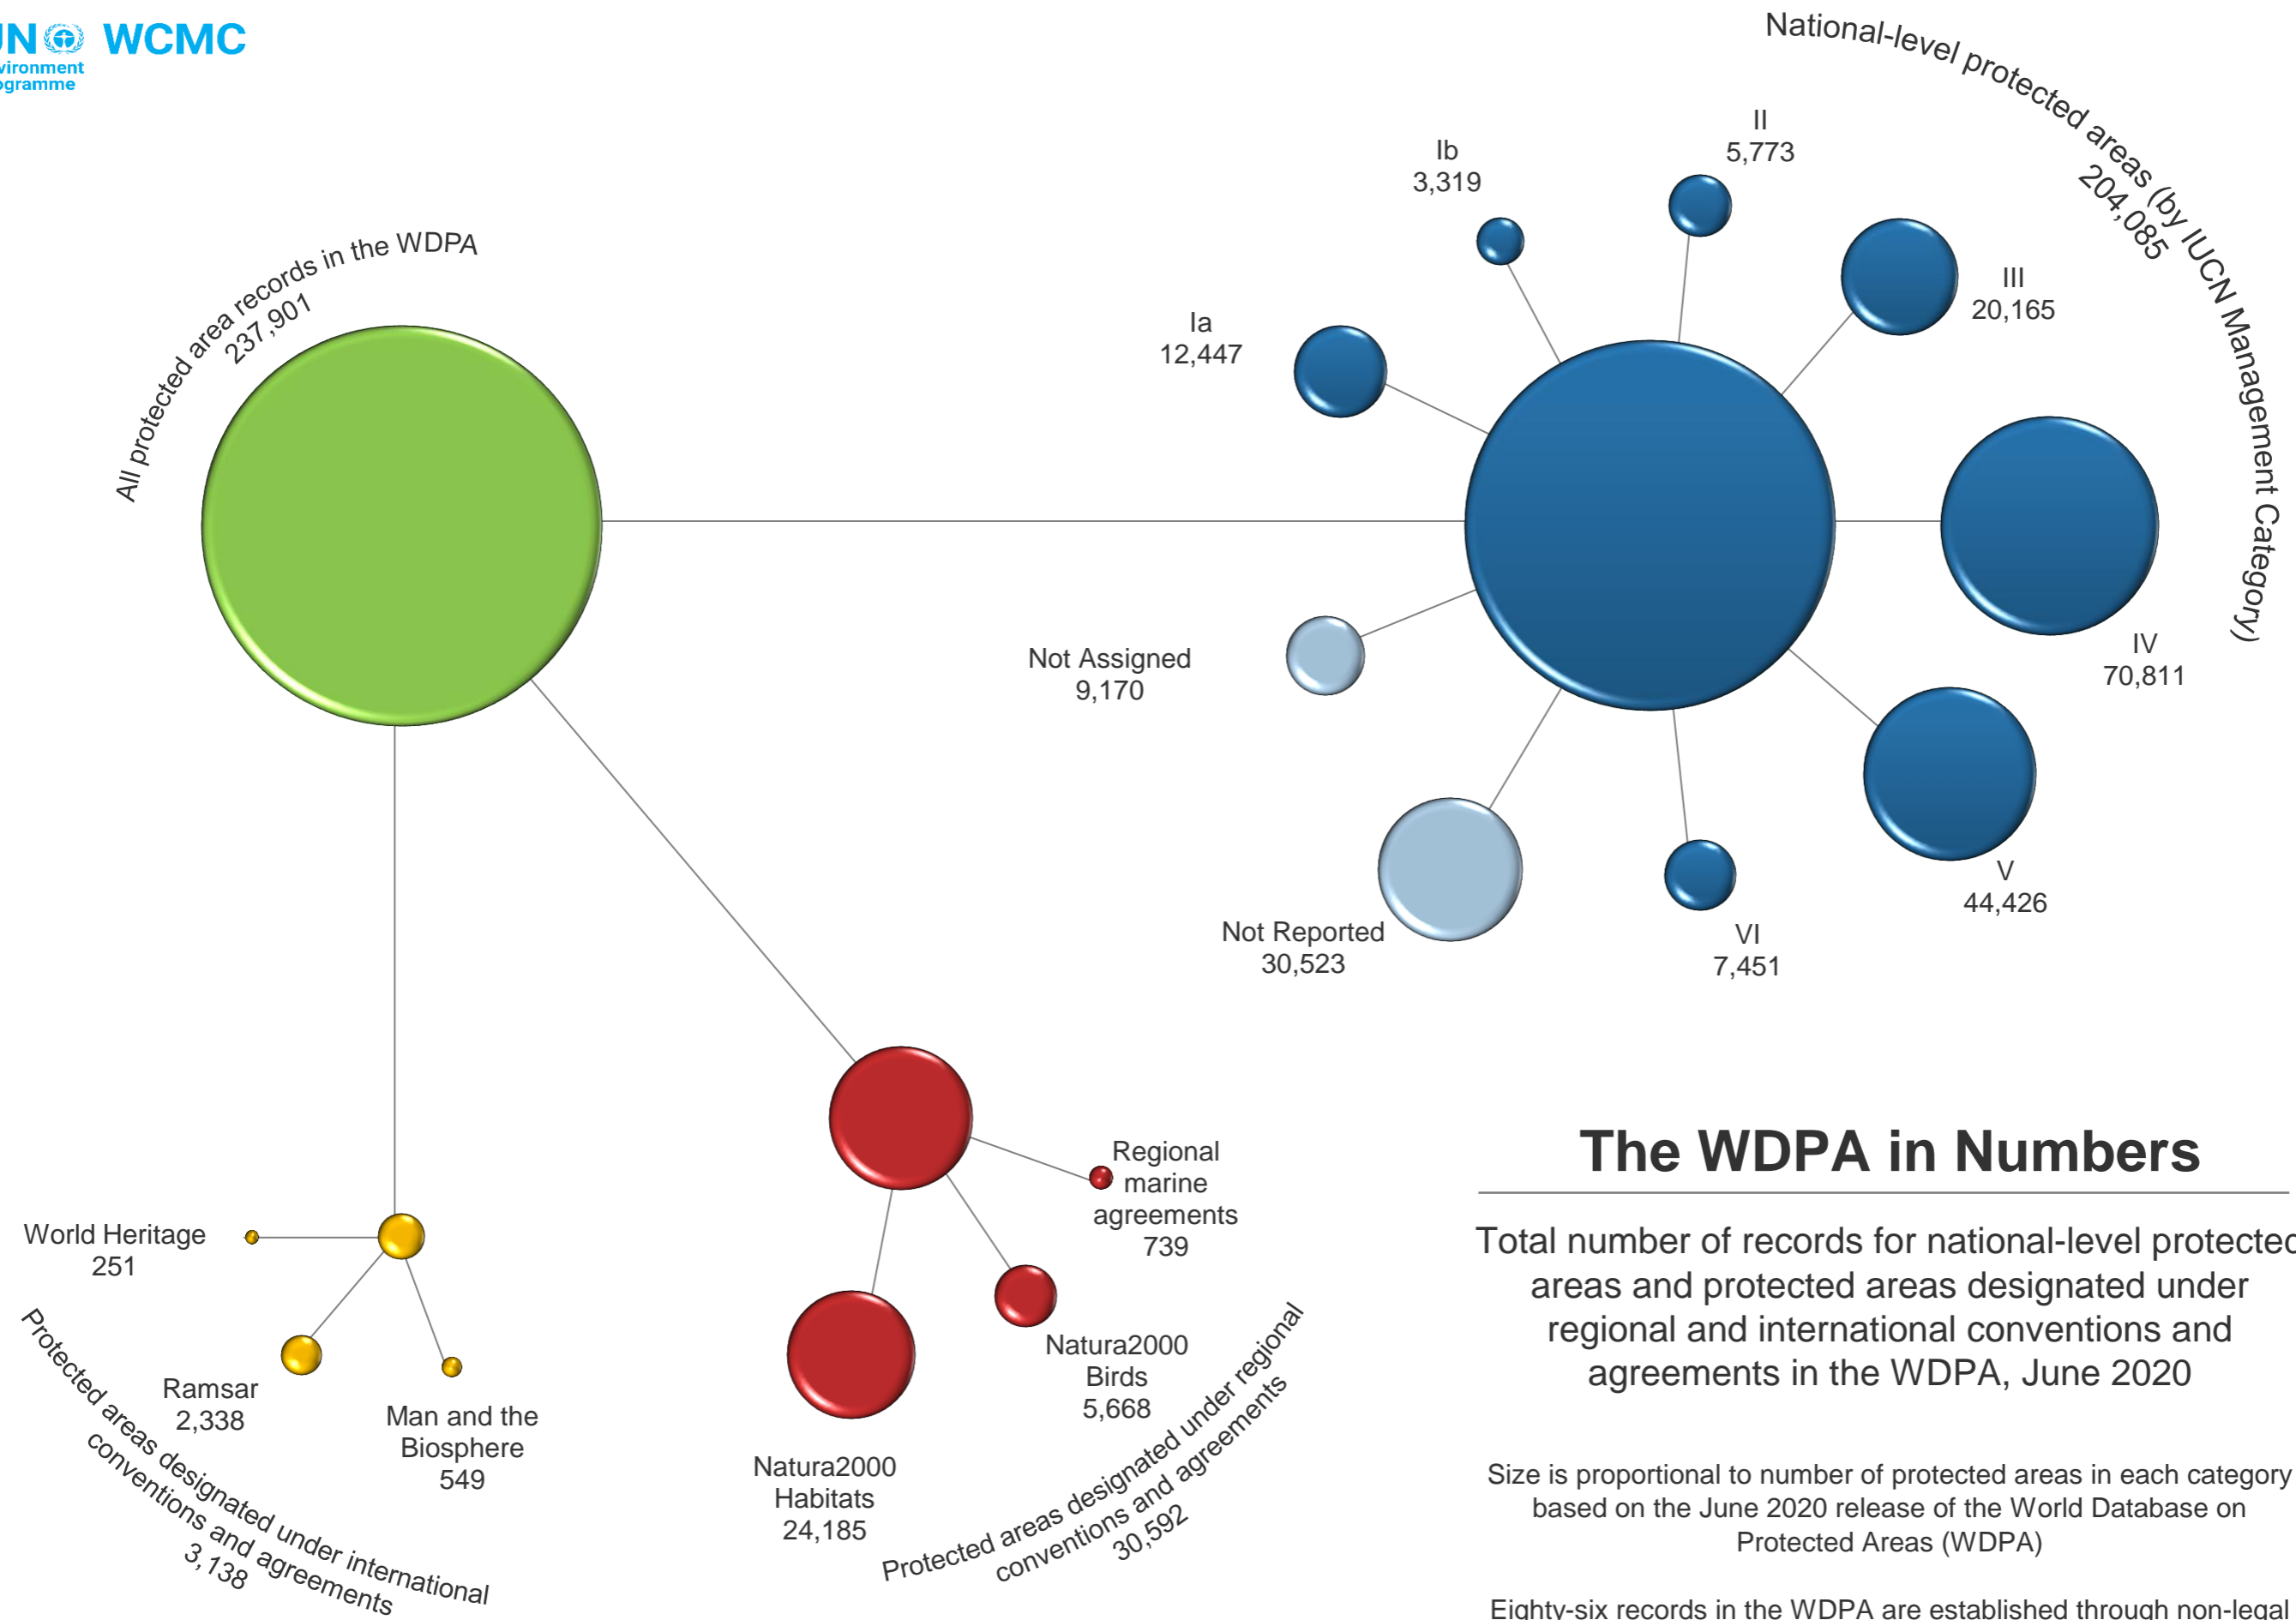 WCMC
All protected area records in the WDPA
237,901
National-level protected areas (by IUCN Management Category)
204,085
Ia
12,447
Ib
3,319
II
5,773
III
20,165
IV
70,811
V
44,426
VI
7,451
Not Reported
30,523
Not Assigned
9,170
World Heritage
251
Ramsar
2,338
Man and the
Biosphere
549
Protected areas designated under international
conventions and agreements
3,138
Regional
marine
agreements
739
Natura2000
Birds
5,668
Natura2000
Habitats
24,185
Protected areas designated under regional
conventions and agreements
30,592
The WDPA in Numbers
Total number of records for national-level protected
areas and protected areas designated under
regional and international conventions and
agreements in the WDPA, June 2020
Size is proportional to number of protected areas in each category
based on the June 2020 release of the World Database on
Protected Areas (WDPA)
Eighty-six records in the WDPA are established through non-legal